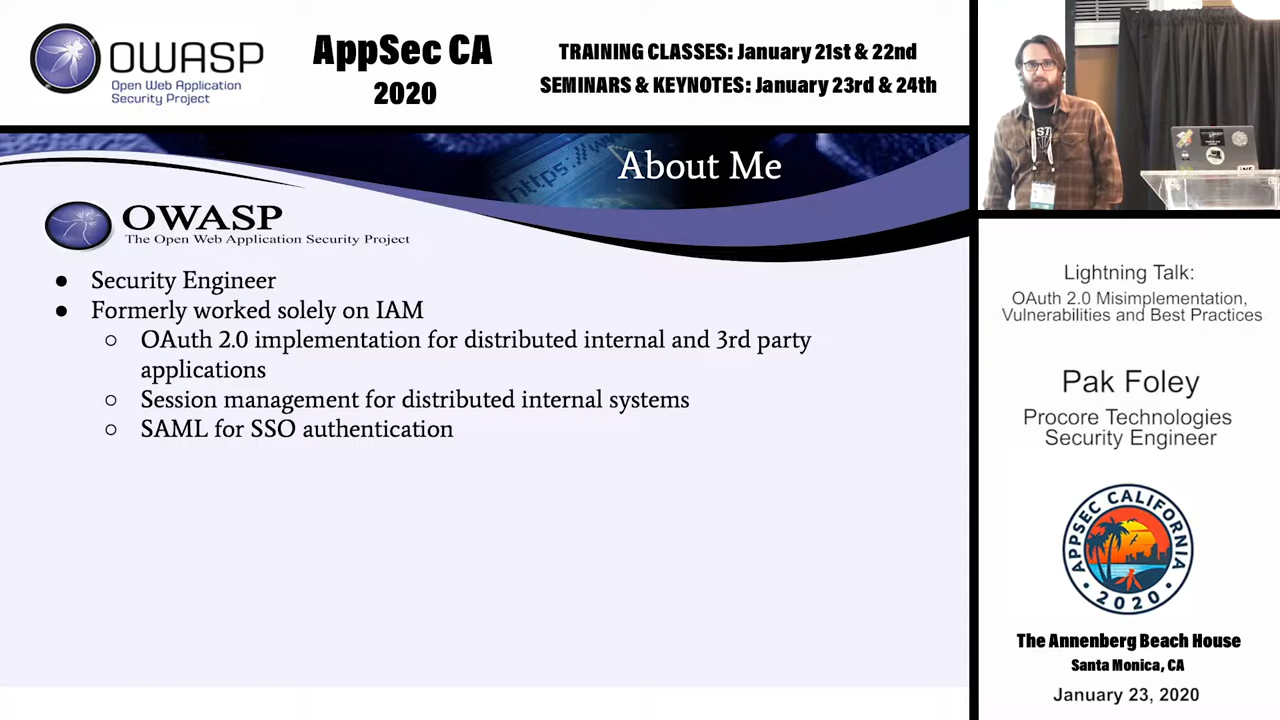 OWASP
Open Web Application
Security Project
AppSec CA
2020
TRAINING CLASSES: January 21st & 22nd
SEMINARS & KEYNOTES: January 23rd & 24th
About Me
OWASP
The Open Web Application Security Project
● Security Engineer
● Formerly worked solely on IAM
○ OAuth 2.0 implementation for distributed internal and 3rd party
applications
○ Session management for distributed internal systems
○ SAML for SSO authentication
Lightning Talk:
OAuth 2.0 Misimplementation,
Vulnerabilities and Best Practices
Pak Foley
Procore Technologies
Security Engineer
APPSEC CALIFORNIA
• 2020 •
The Annenberg Beach House
Santa Monica, CA
January 23, 2020